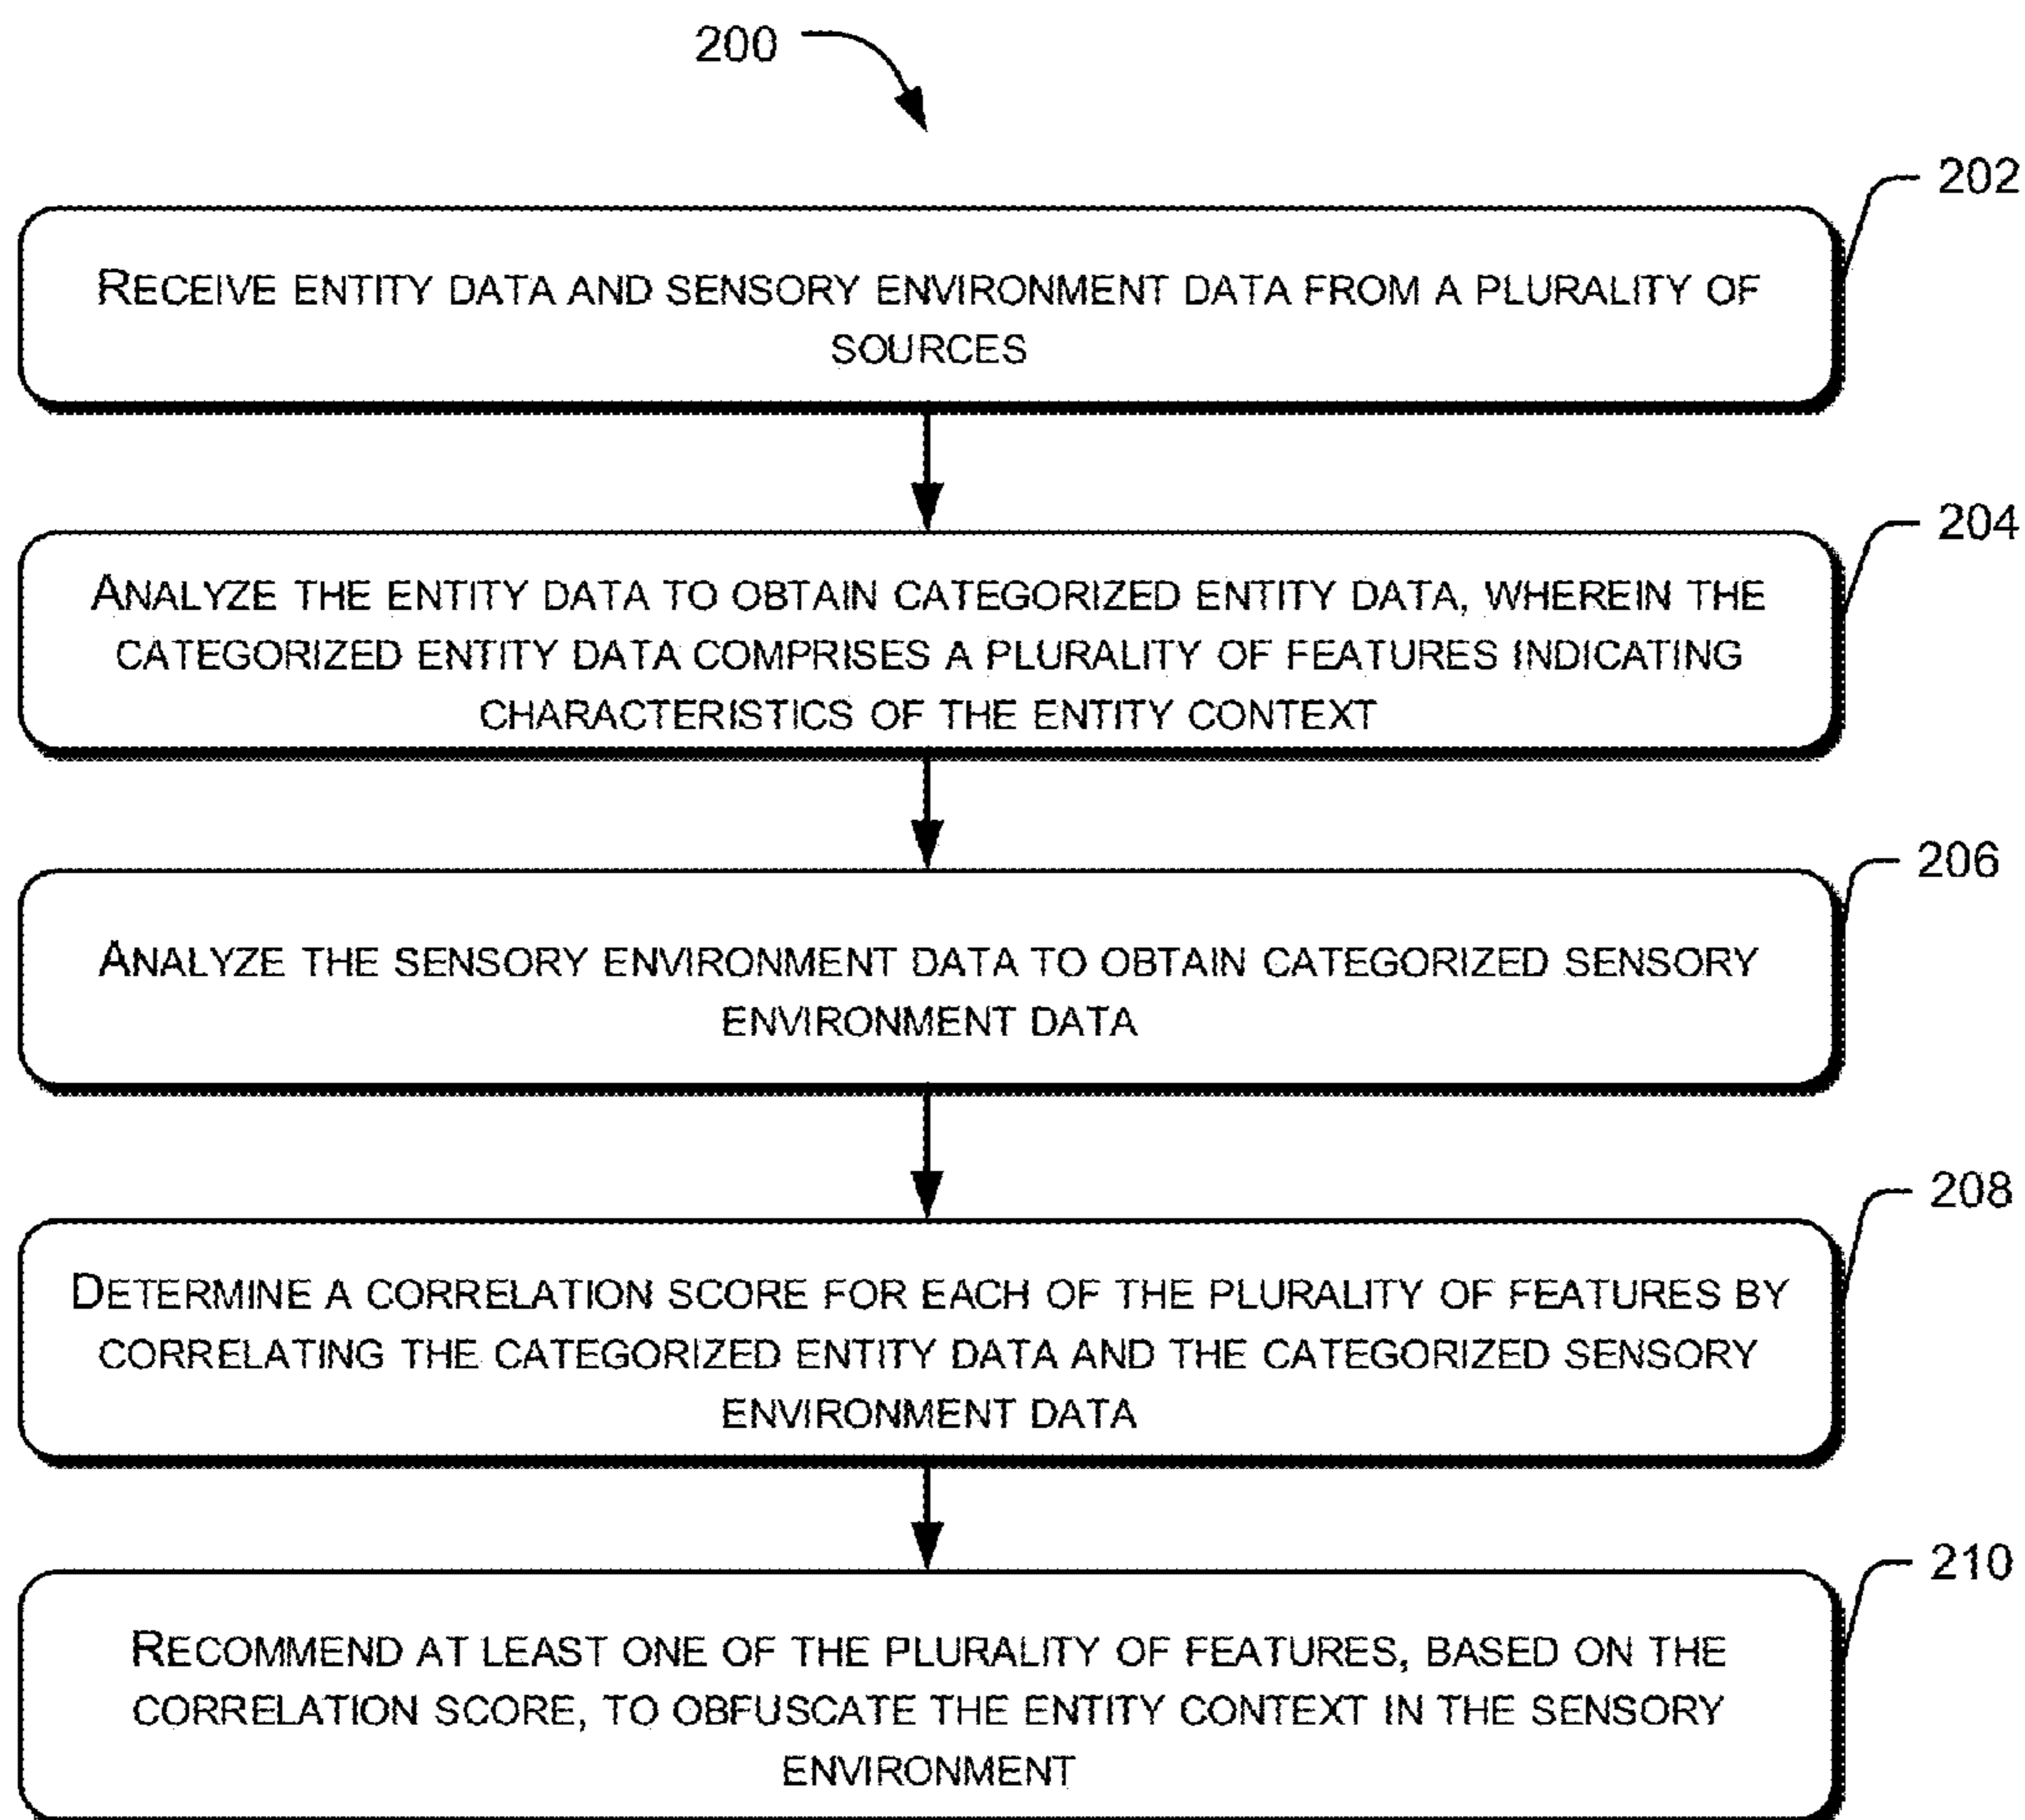 200
202
RECEIVE ENTITY DATA AND SENSORY ENVIRONMENT DATA FROM A PLURALITY OF
SOURCES
204
ANALYZE THE ENTITY DATA TO OBTAIN CATEGORIZED ENTITY DATA, WHEREIN THE
CATEGORIZED ENTITY DATA COMPRISES A PLURALITY OF FEATURES INDICATING
CHARACTERISTICS OF THE ENTITY CONTEXT
206
ANALYZE THE SENSORY ENVIRONMENT DATA TO OBTAIN CATEGORIZED SENSORY
ENVIRONMENT DATA
208
DETERMINE A CORRELATION SCORE FOR EACH OF THE PLURALITY OF FEATURES BY
CORRELATING THE CATEGORIZED ENTITY DATA AND THE CATEGORIZED SENSORY
ENVIRONMENT DATA
210
RECOMMEND AT LEAST ONE OF THE PLURALITY OF FEATURES, BASED ON THE
CORRELATION SCORE, TO OBFUSCATE THE ENTITY CONTEXT IN THE SENSORY
ENVIRONMENT